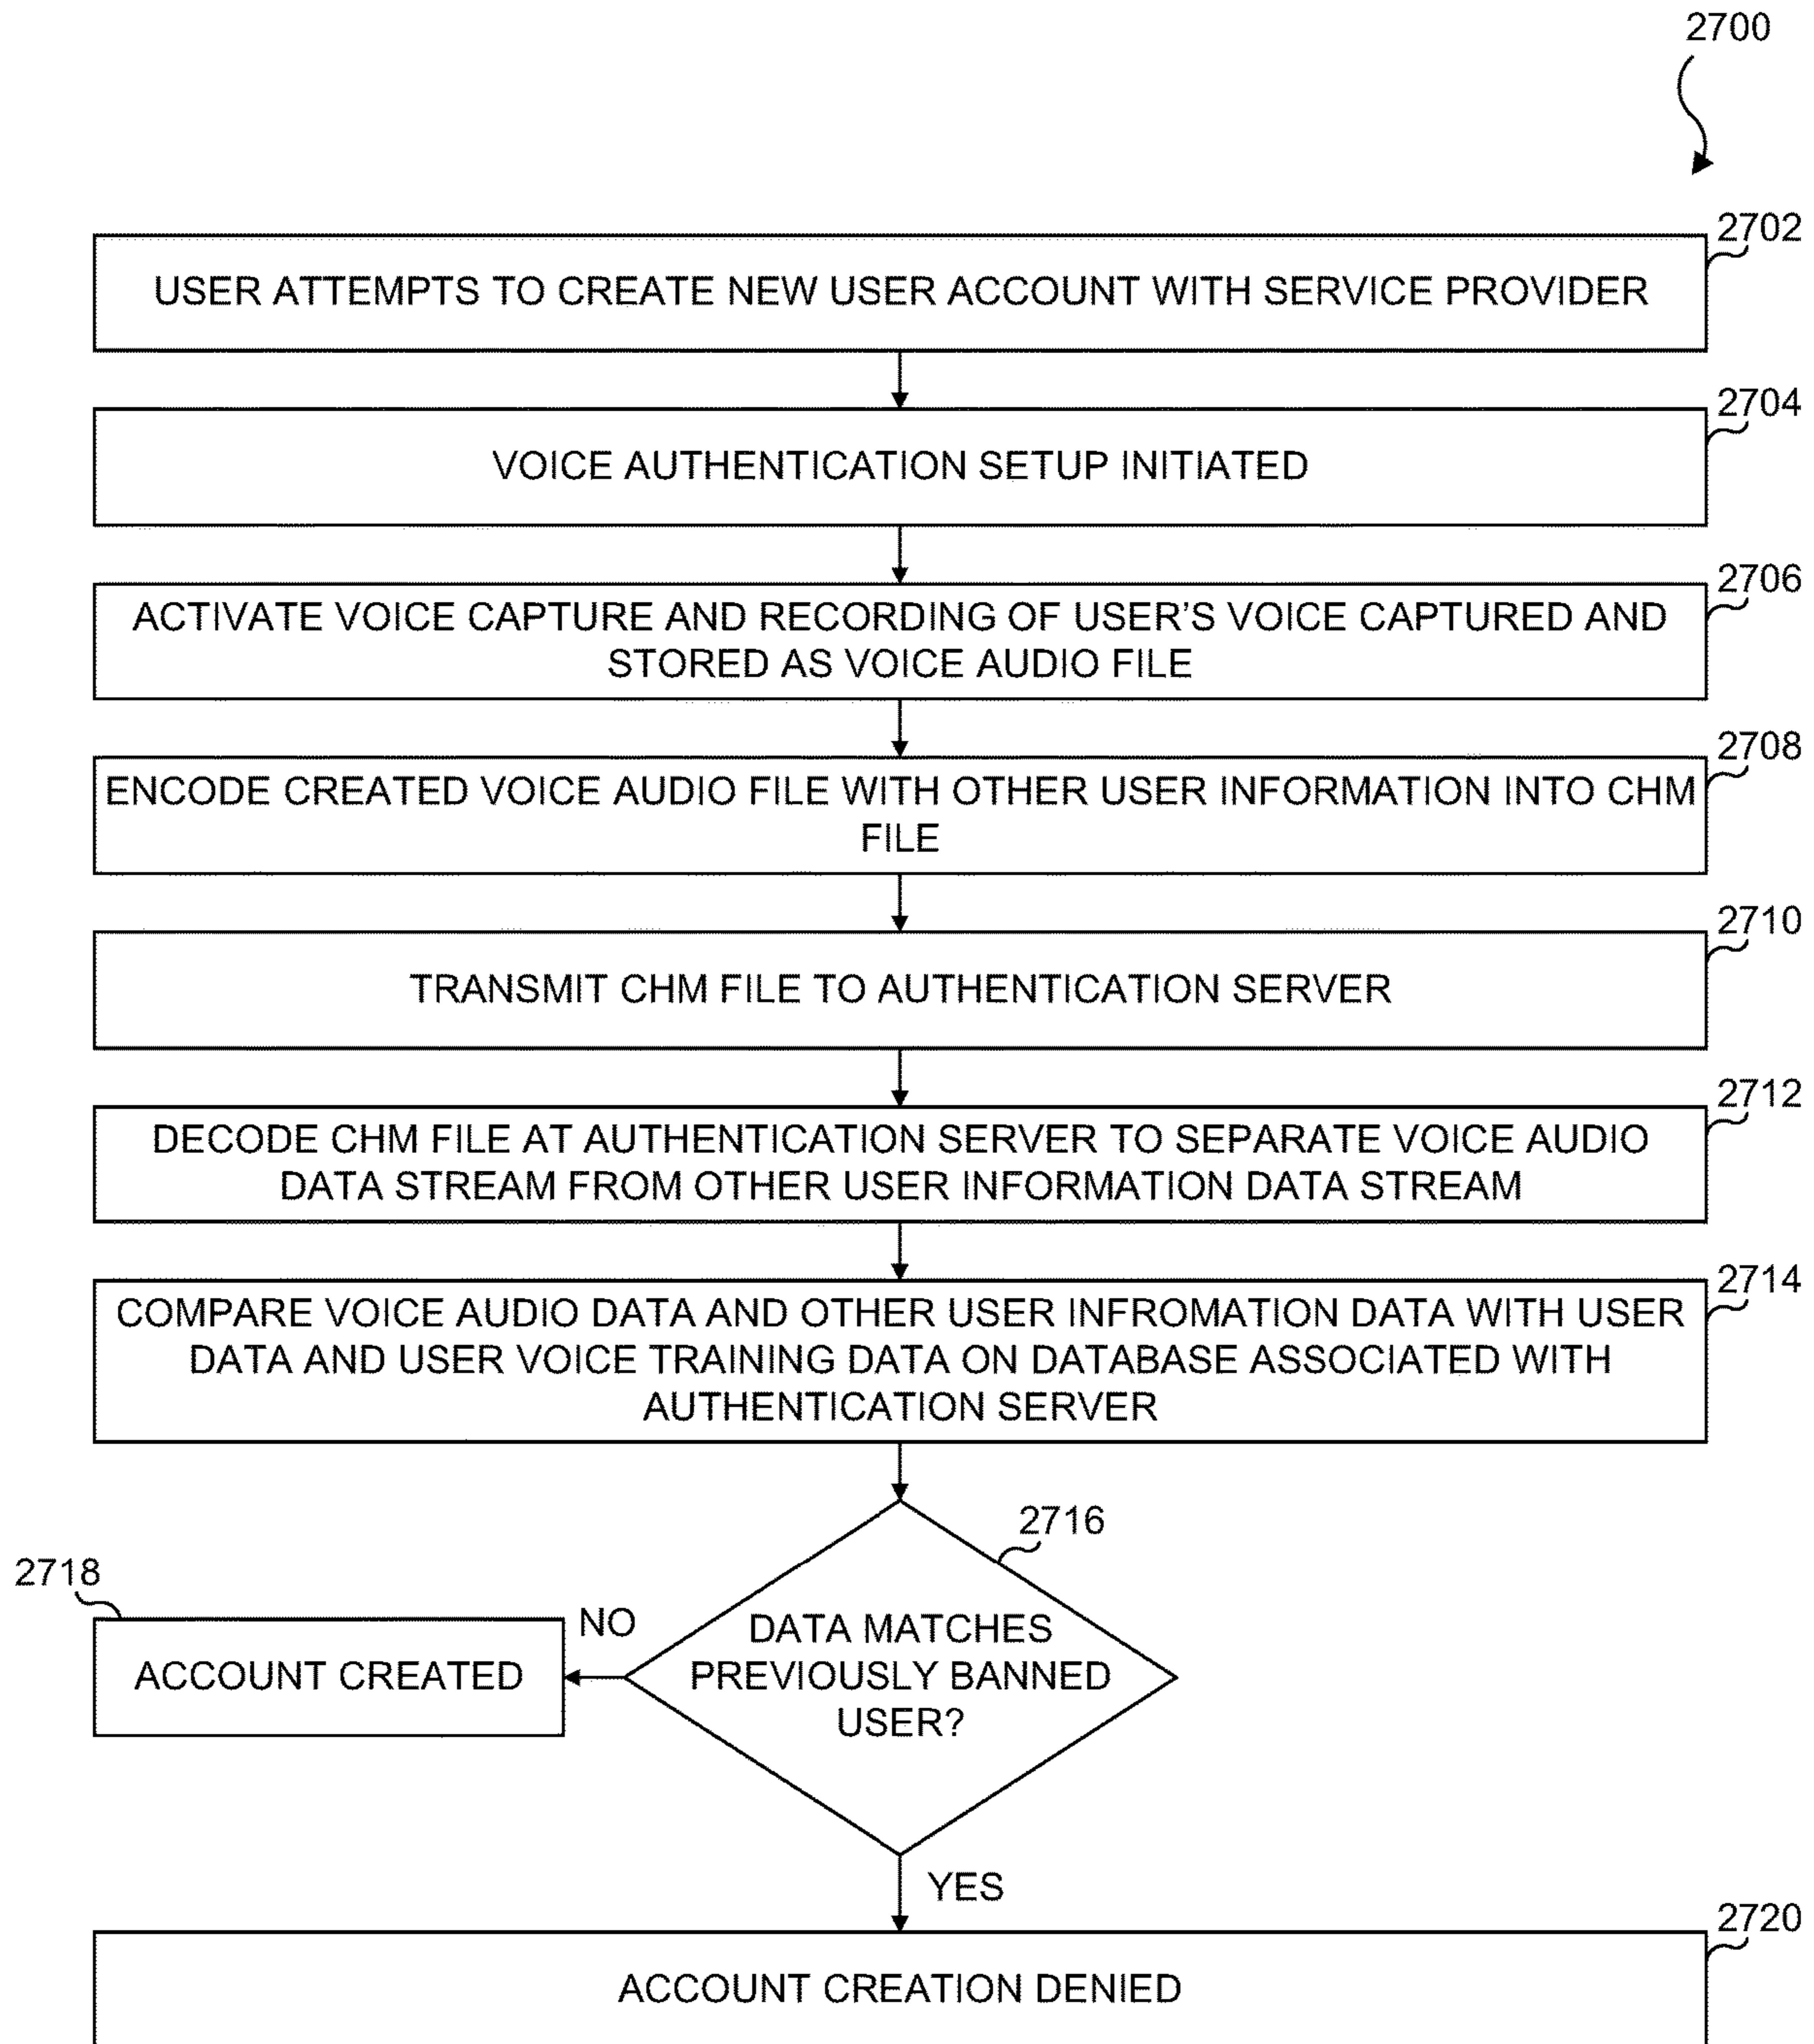 2700
2702
USER ATTEMPTS TO CREATE NEW USER ACCOUNT WITH SERVICE PROVIDER
2704
VOICE AUTHENTICATION SETUP INITIATED
2706
ACTIVATE VOICE CAPTURE AND RECORDING OF USER'S VOICE CAPTURED AND
STORED AS VOICE AUDIO FILE
2708
ENCODE CREATED VOICE AUDIO FILE WITH OTHER USER INFORMATION INTO CHM
FILE
2710
TRANSMIT CHM FILE TO AUTHENTICATION SERVER
2712
DECODE CHM FILE AT AUTHENTICATION SERVER TO SEPARATE VOICE AUDIO
DATA STREAM FROM OTHER USER INFORMATION DATA STREAM
2714
COMPARE VOICE AUDIO DATA AND OTHER USER INFROMATION DATA WITH USER
DATA AND USER VOICE TRAINING DATA ON DATABASE ASSOCIATED WITH
AUTHENTICATION SERVER
2716
DATA MATCHES
PREVIOUSLY BANNED
USER?
NO
2718
ACCOUNT CREATED
YES
2720
ACCOUNT CREATION DENIED